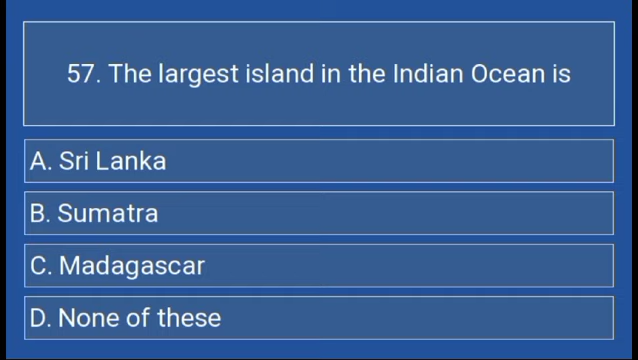 57. The largest island in the Indian Ocean is
A. Sri Lanka
B. Sumatra
C. Madagascar
D. None of these